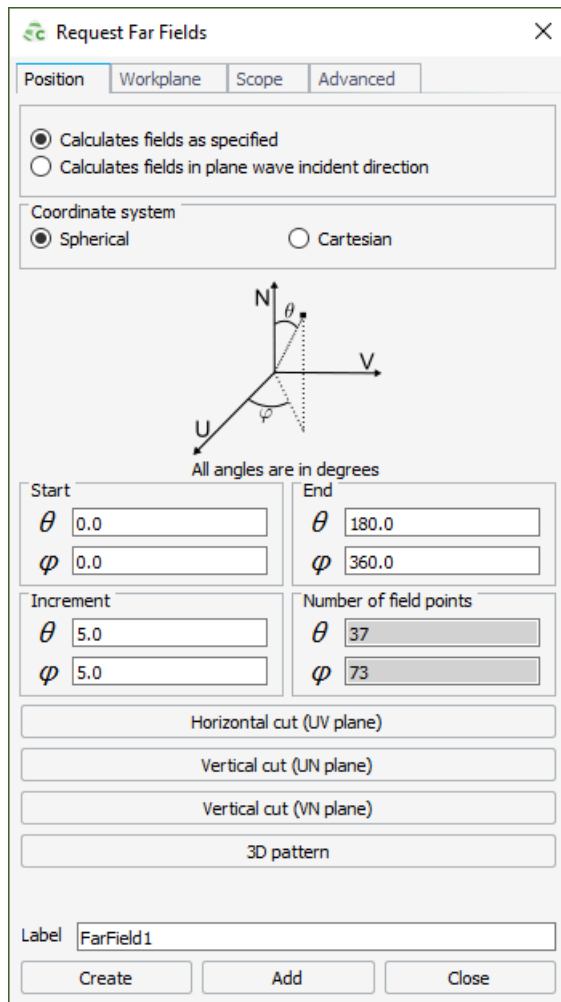 Request Far Fields
Position Workplane Scope Advanced
Calculates fields as specified
Calculates fields in plane wave incident direction
Coordinate system
Spherical Cartesian
N
θ
V
U
φ
All angles are in degrees
Start End
θ 0.0 θ 180.0
φ 0.0 φ 360.0
Increment Number of field points
θ 5.0 θ 37
φ 5.0 φ 73
Horizontal cut (UV plane)
Vertical cut (UN plane)
Vertical cut (VN plane)
3D pattern
Label FarField1
Create Add Close